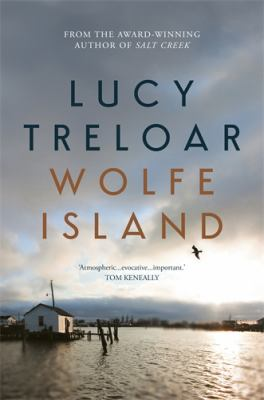 FROM THE AWARD-WINNING
AUTHOR OF SALT CREEK
LUCY
TRELOAR
WOLFE
ISLAND
‘Atmospheric...evocative...important.’
TOM KENEALLY